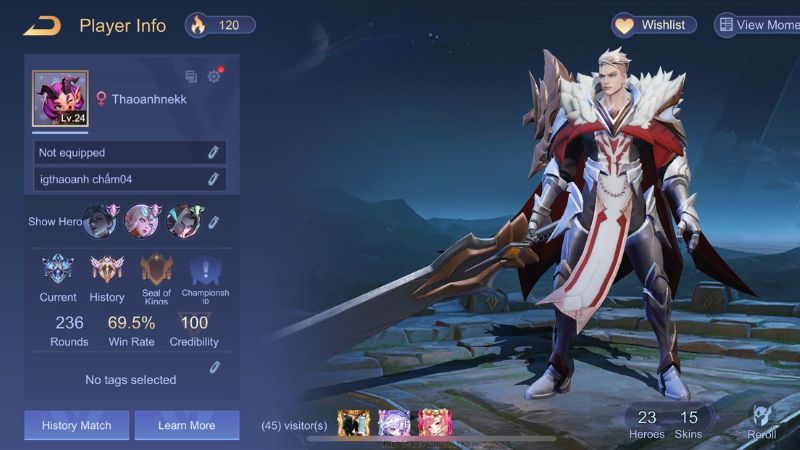 Player Info
120
Wishlist
View Mome
Thaoanhnekk
Lv.24
Not equipped
igthaoanh chấm04
Show Hero
Current
History
Seal of
Kings
Championsh
ip
236
69.5%
100
Rounds
Win Rate
Credibility
No tags selected
History Match
Learn More
(45) visitor(s)
23
15
Heroes
Skins
Reroll